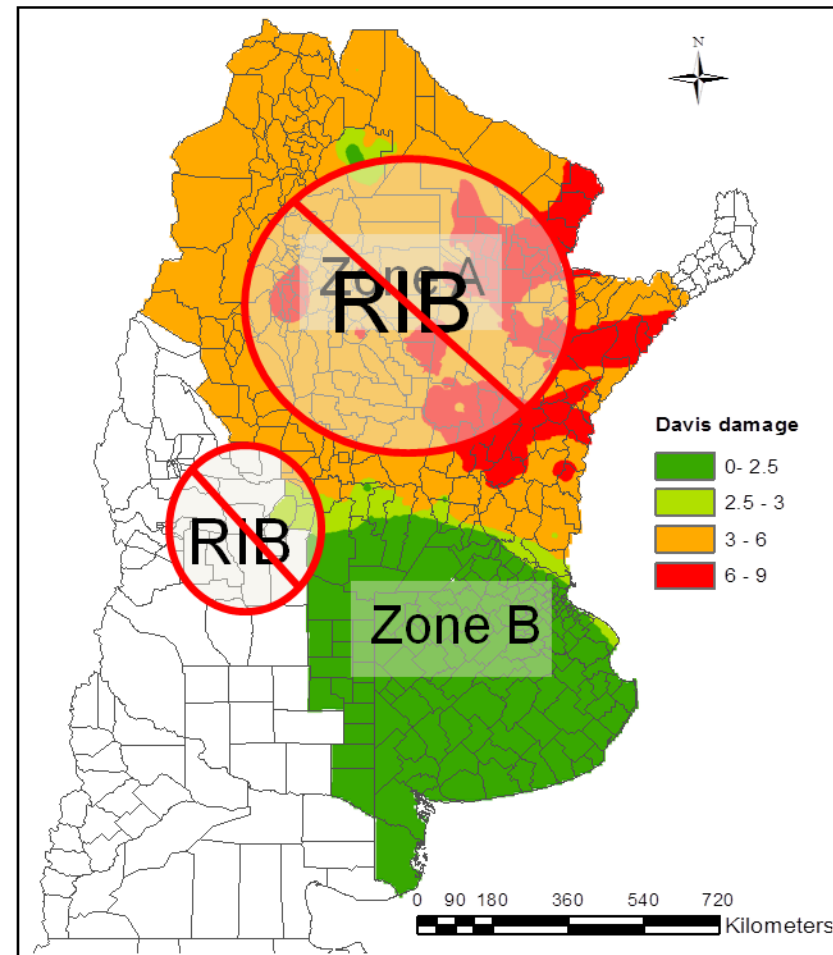 N
Zone A
RIB
Davis damage
0- 2.5
2.5 - 3
3 - 6
6 - 9
RIB
Zone B
0 90 180 360 540 720
Kilometers